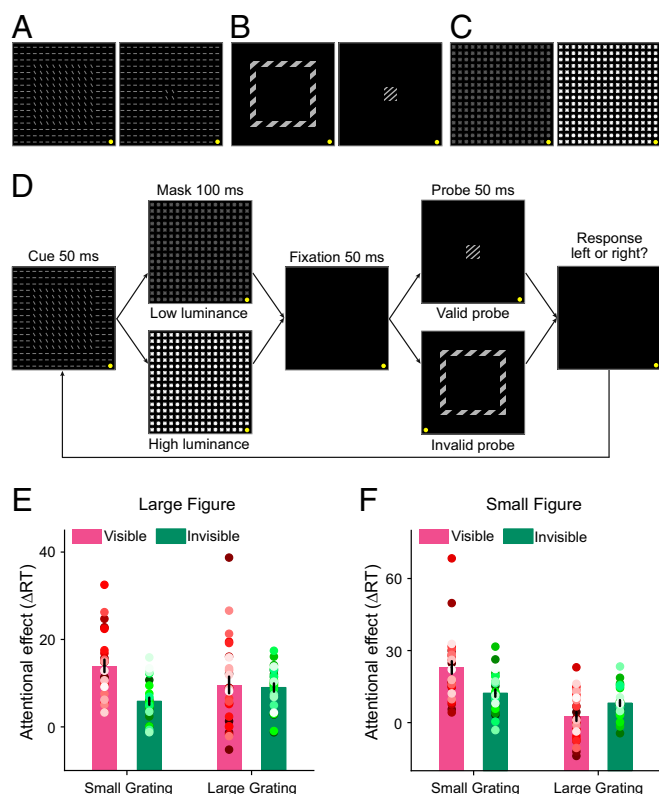 A
B
C
D
Mask 100 ms
Probe 50 ms
Response
left or right?
Cue 50 ms
Fixation 50 ms
Low luminance
Valid probe
High luminance
Invalid probe
E
Large Figure
Visible
Invisible
Attentional effect (ΔRT)
40
20
0
Small Grating
Large Grating
F
Small Figure
Visible
Invisible
Attentional effect (ΔRT)
60
30
0
Small Grating
Large Grating